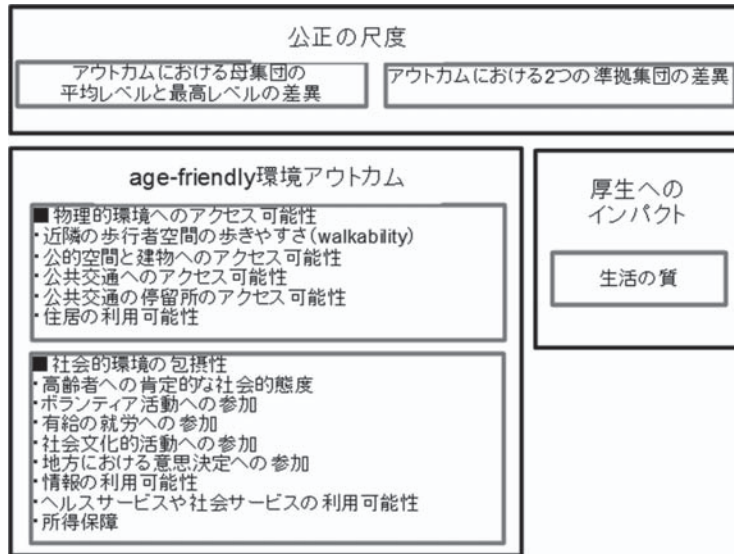 公正の尺度
アウトカムにおける母集団の
平均レベルと最高レベルの差異
アウトカムにおける2つの準拠集団の差異
age-friendly環境アウトカム
■物理的環境へのアクセス可能性
・近隣の歩行者空間の歩きやすさ(walkability)
・公的空間と建物へのアクセス可能性
・公共交通へのアクセス可能性
・公共交通の停留所のアクセス可能性
・住居の利用可能性
■社会的環境の包摂性
・高齢者への肯定的な社会的態度
・ボランティア活動への参加
・有給の就労への参加
・社会文化的活動への参加
・地方における意思決定への参加
・情報の利用可能性
・ヘルスサービスや社会サービスの利用可能性
・所得保障
厚生への
インパクト
生活の質